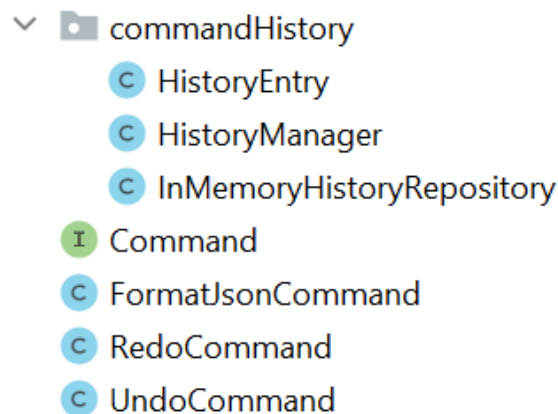 commandHistory
C HistoryEntry
C HistoryManager
C InMemoryHistoryRepository
I Command
C FormatJsonCommand
C RedoCommand
C UndoCommand